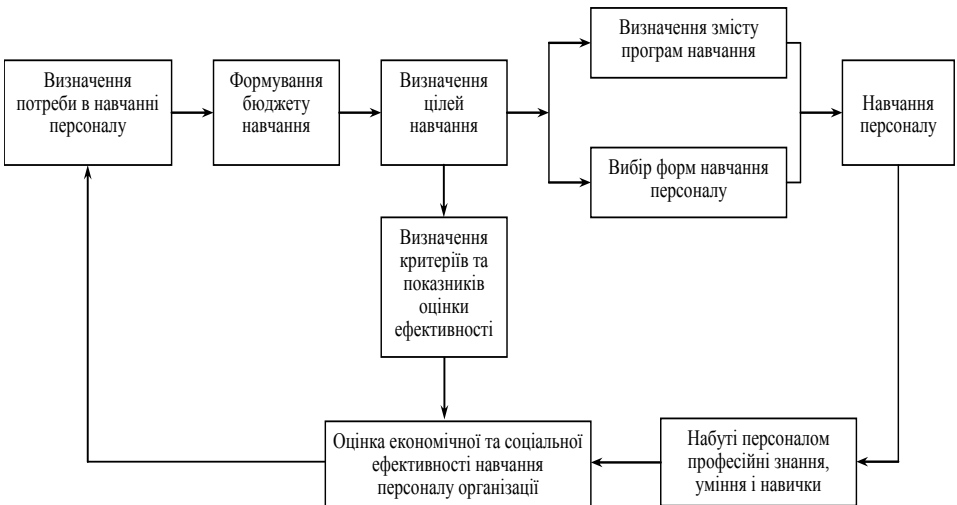 Визначення
потреби в навчанні
персоналу
Формування
бюджету
навчання
Визначення
цілей
навчання
Визначення змісту
програм навчання
Вибір форм навчання
персоналу
Навчання
персоналу
Визначення
критеріїв та
показників
оцінки
ефективності
Оцінка економічної та соціальної
ефективності навчання
персоналу організації
Набуті персоналом
професійні знання,
уміння і навички